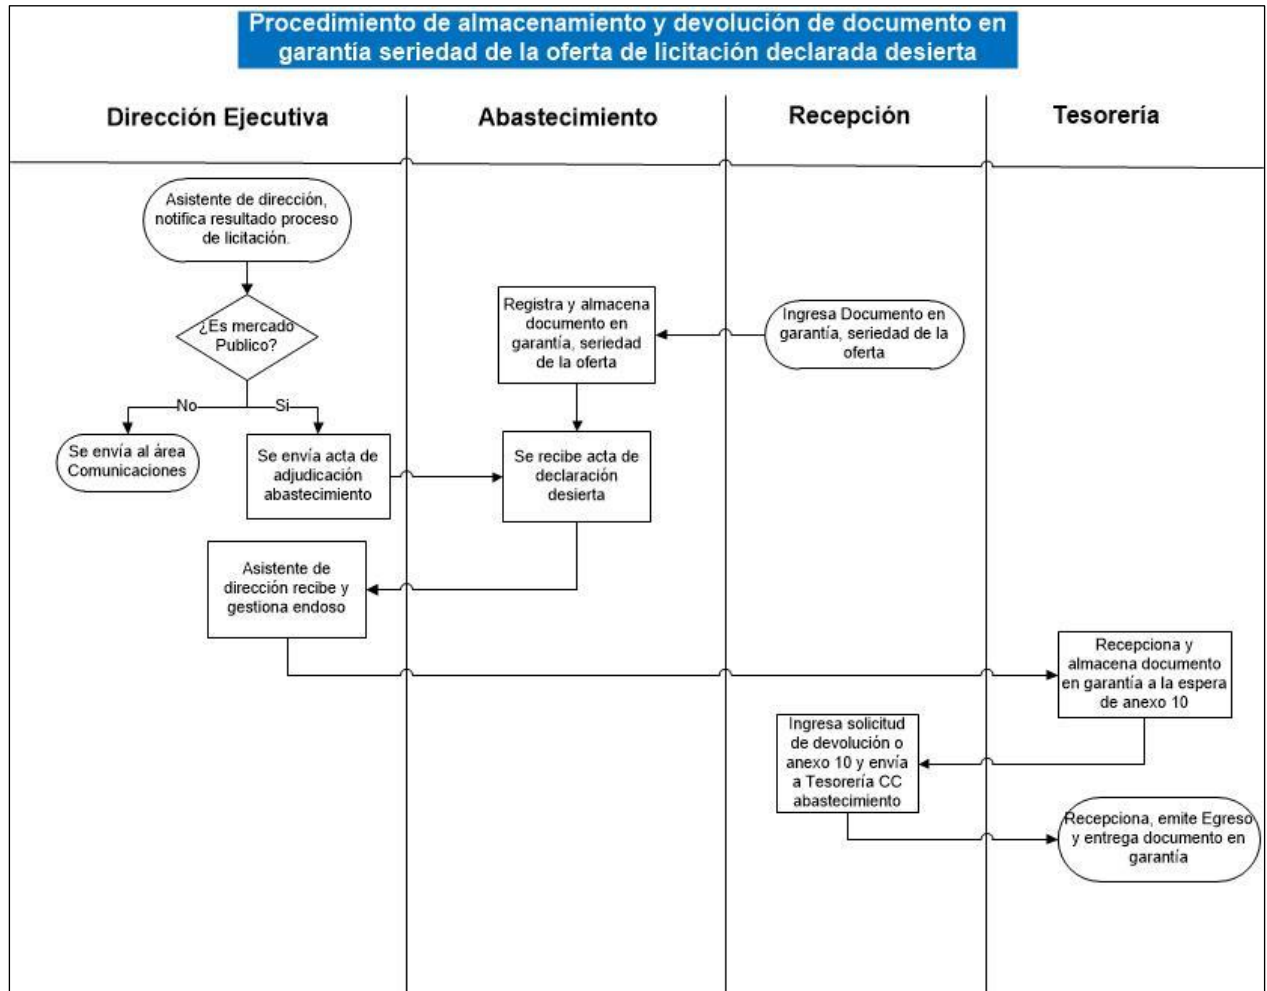 Procedimiento de almacenamiento y devolución de documento en
garantía seriedad de la oferta de licitación declarada desierta
Dirección Ejecutiva
Abastecimiento
Recepción
Tesorería
Asistente de dirección,
notifica resultado proceso
de licitación.
¿Es mercado
Publico?
No
Si
Se envía al área
Comunicaciones
Se envía acta de
adjudicación
abastecimiento
Registra y almacena
documento en
garantía, seriedad
de la oferta
Ingresa Documento en
garantía, seriedad de la
oferta
Se recibe acta de
declaración
desierta
Asistente de
dirección recibe y
gestiona endoso
Recepciona y
almacena documento
en garantía a la espera
de anexo 10
Ingresa solicitud
de devolución o
anexo 10 y envía
a Tesorería CC
abastecimiento
Recepciona, emite Egreso
y entrega documento en
garantía